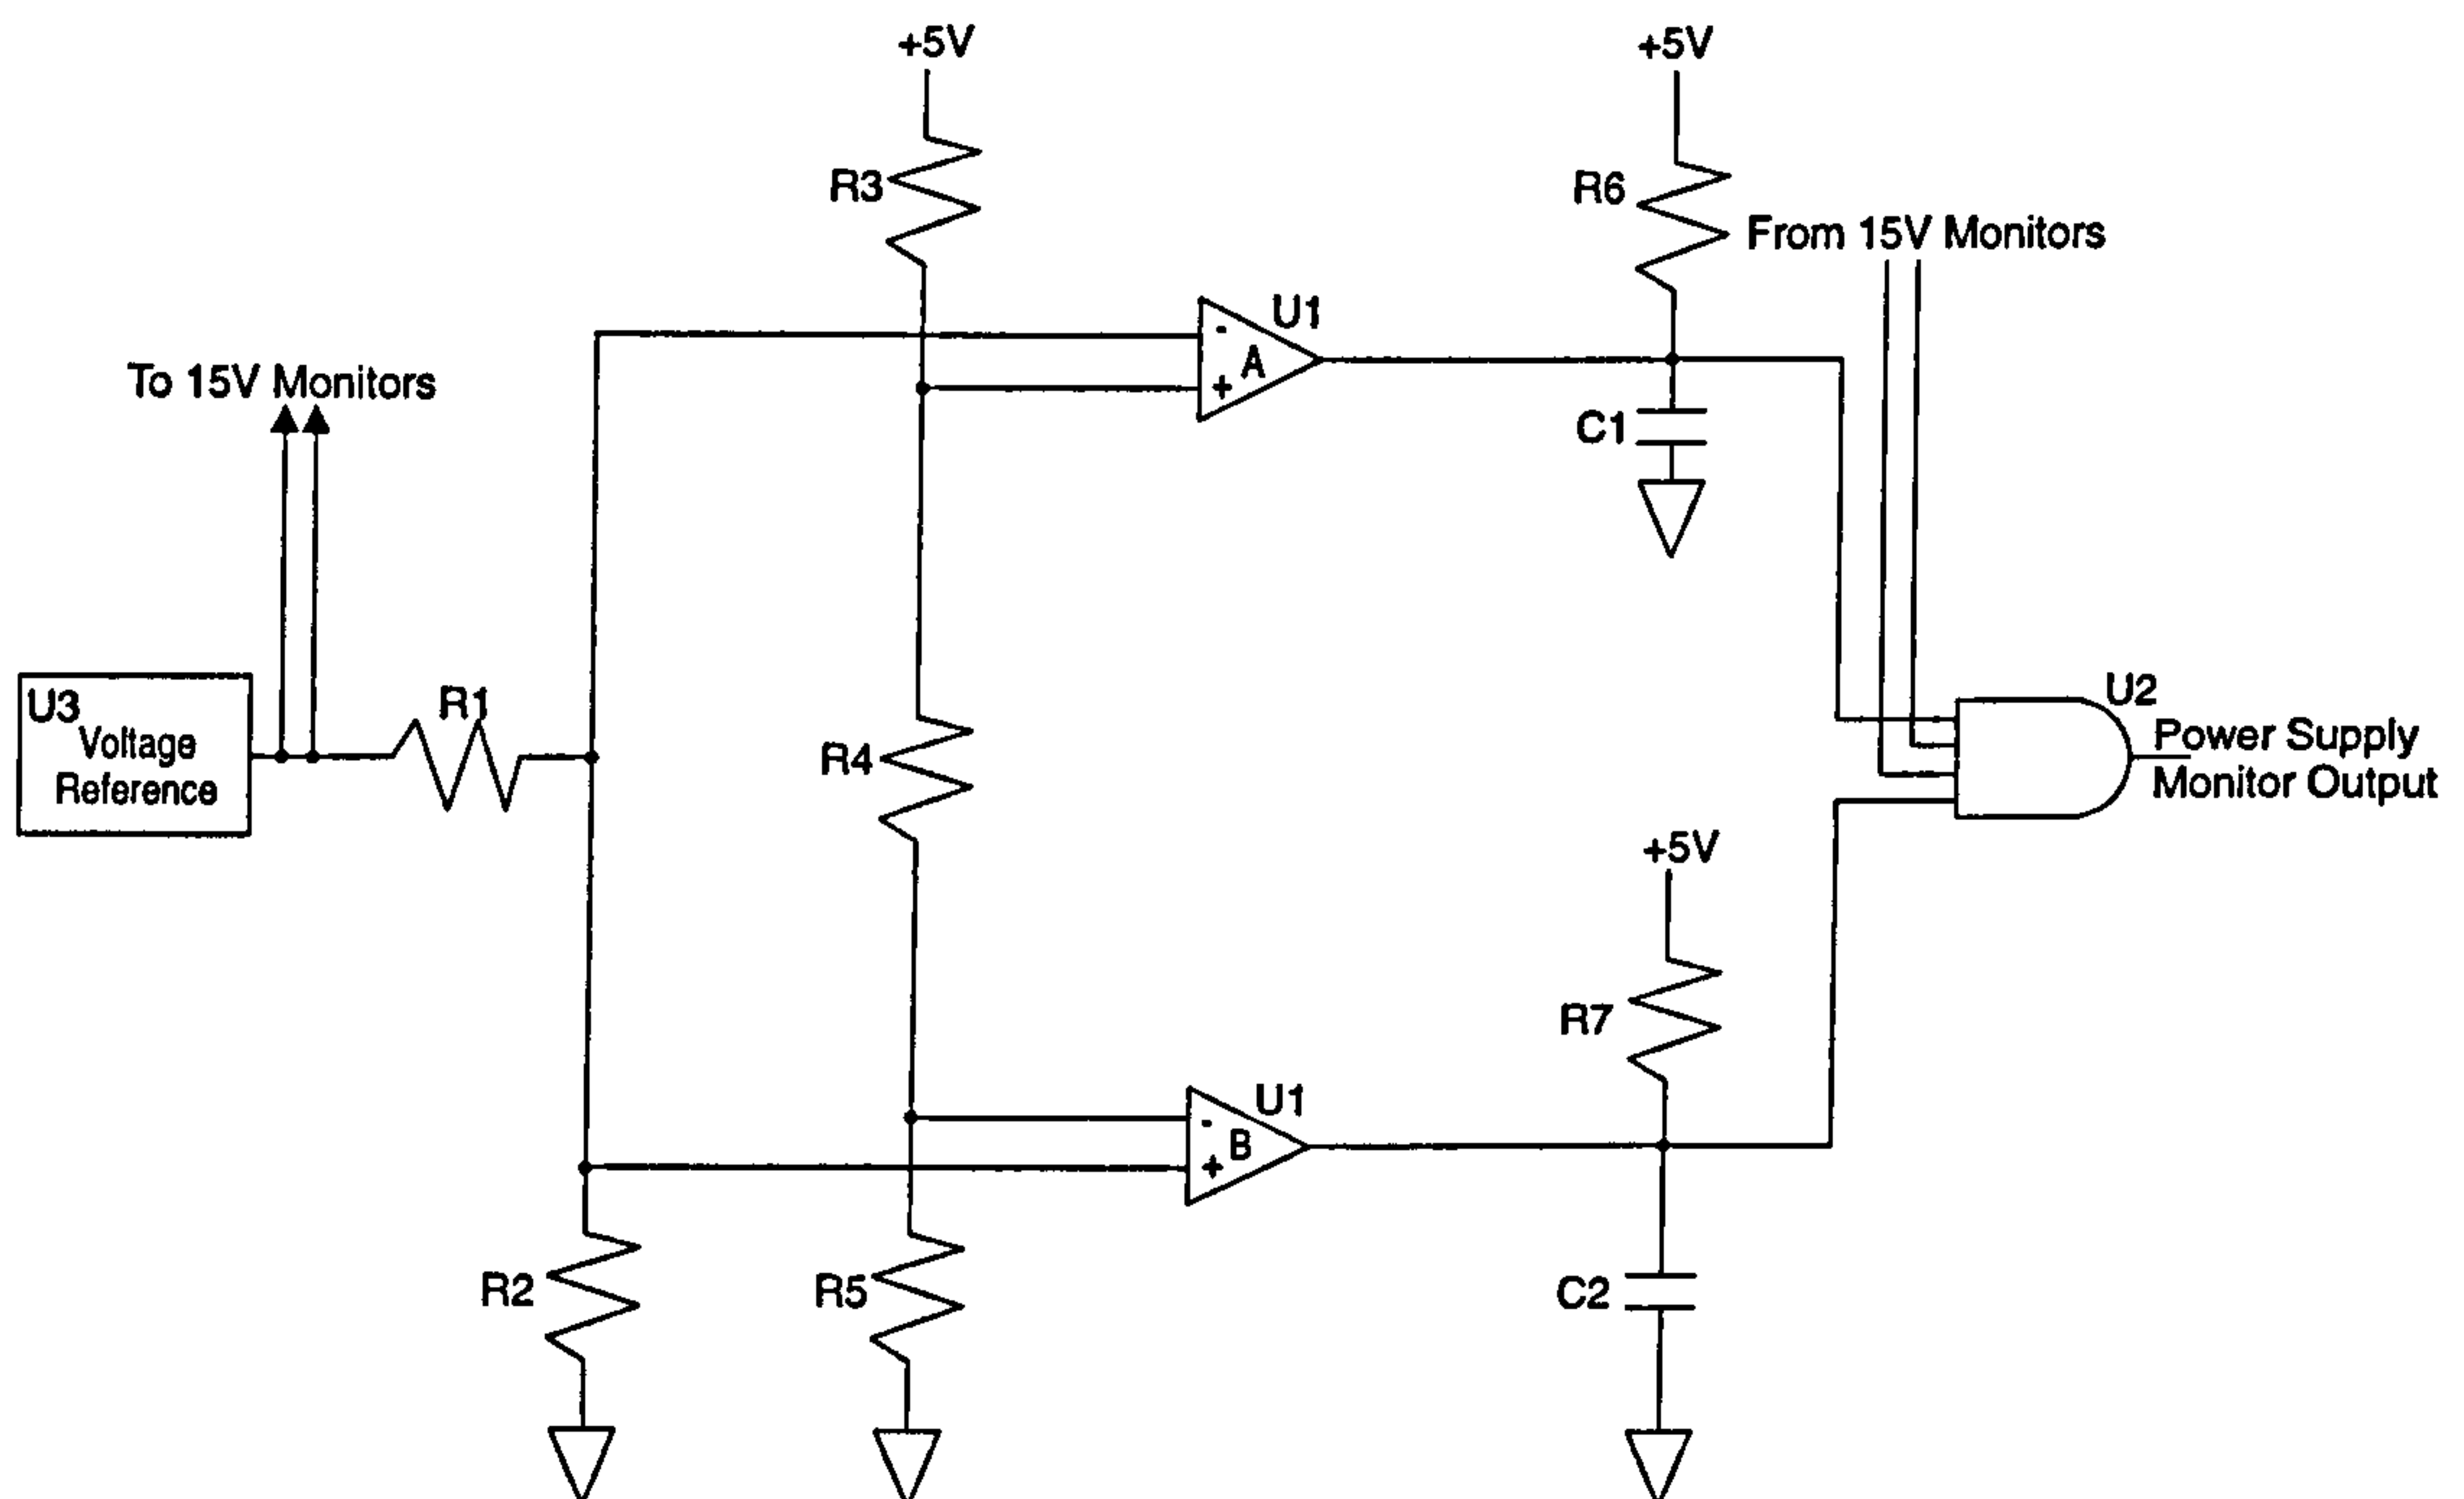 +5V
+5V
R3
R6
From 15V Monitors
U1
-
A
+
To 15V Monitors
C1
U3
Voltage
Reference
R1
R4
U2
Power Supply
Monitor Output
+5V
R7
U1
-
B
+
R2
R5
C2